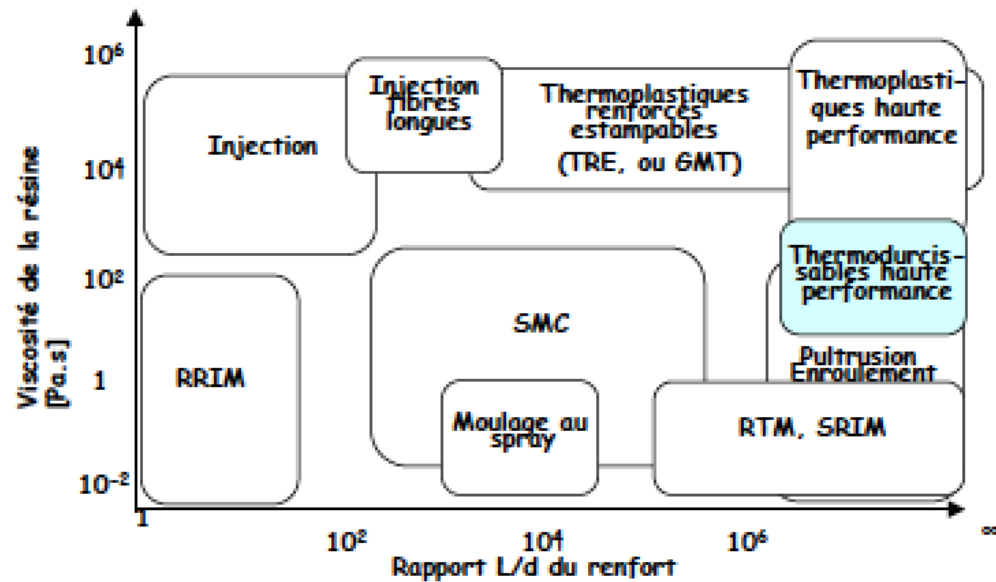 10⁶
10⁴
10²
1
10⁻²
Viscosité de la résine
[Pa.s]
Injection
Injection
fibres
longues
Thermoplastiques
renforcés
estampables
(TRE, ou GMT)
Thermoplasti-
ques haute
performance
Thermodurcis-
sables haute
performance
RRIM
SMC
Pultrusion
Enroulement
Moulage au
spray
RTM, SRIM
1
10²
10⁴
10⁶
∞
Rapport L/d du renfort